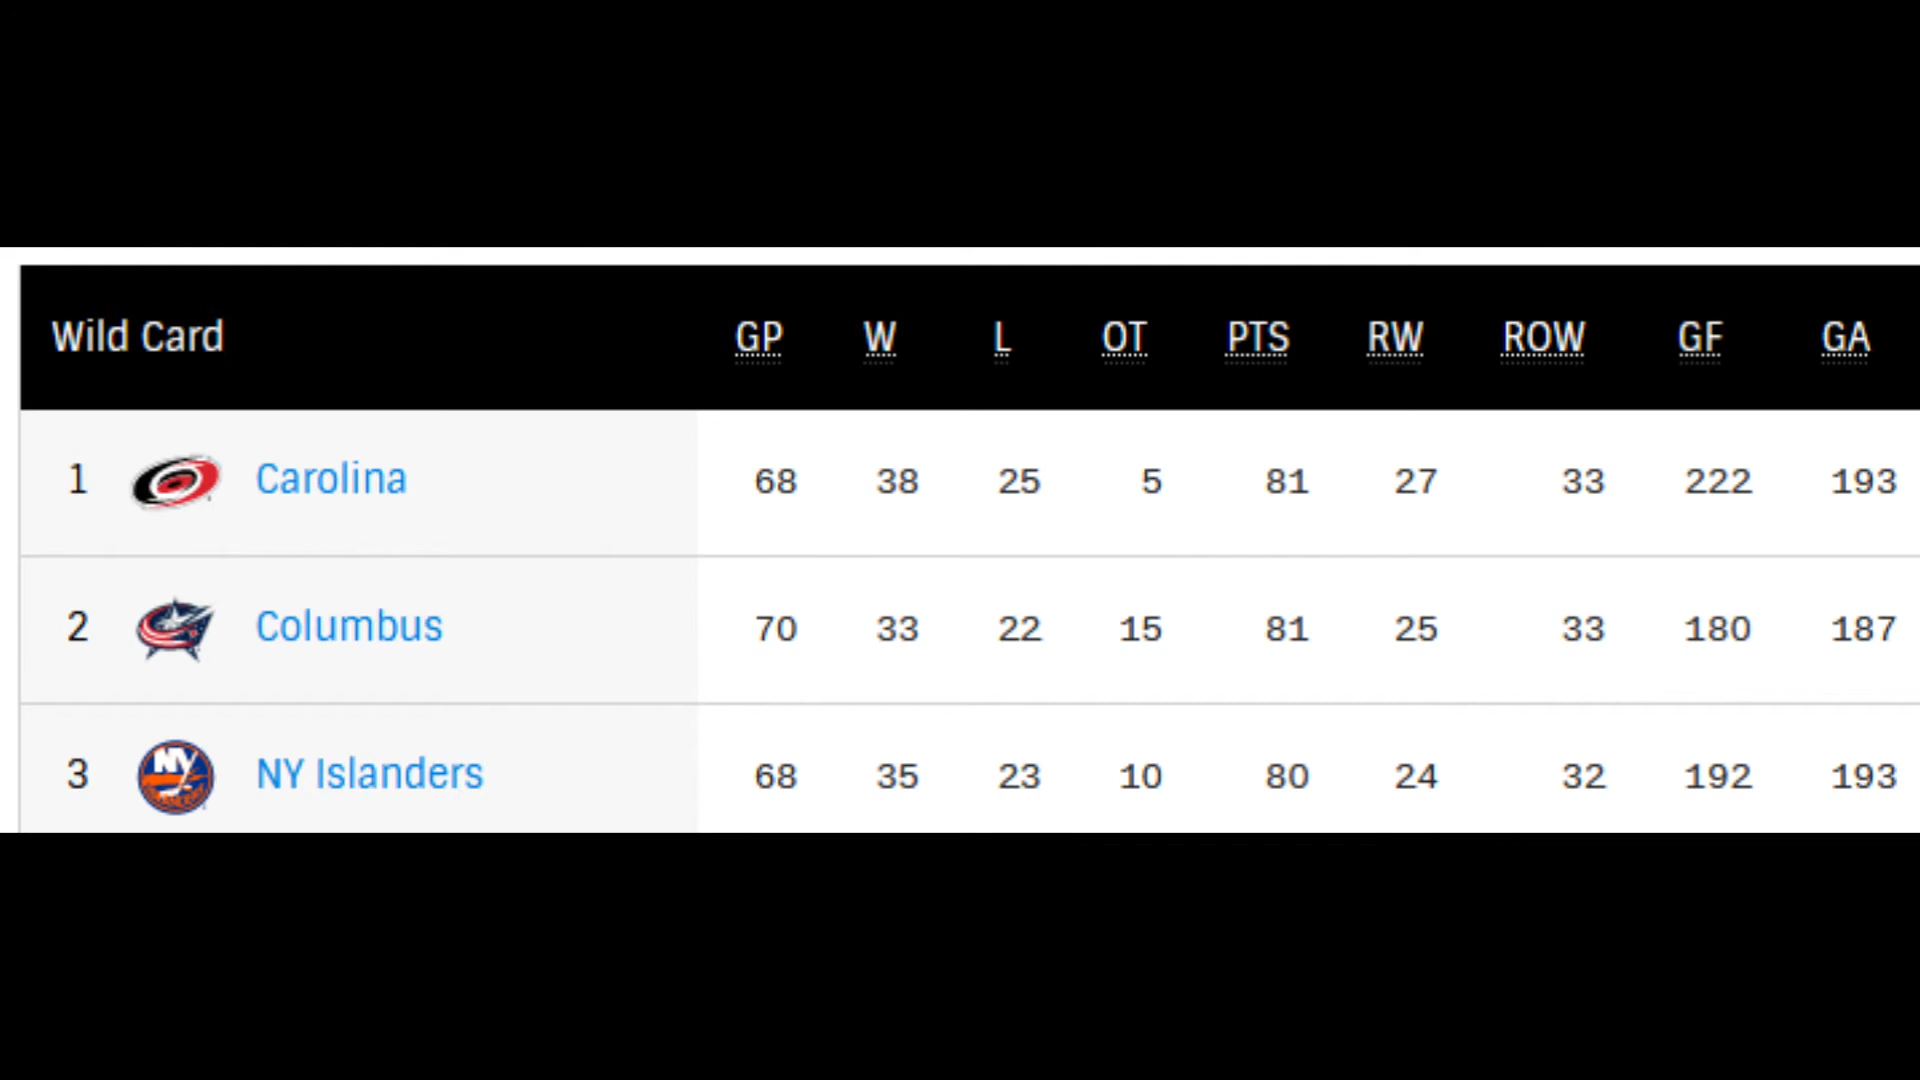 Wild Card GP W L OT PTS RW ROW GF GA
1 Carolina 68 38 25 5 81 27 33 222 193
2 Columbus 70 33 22 15 81 25 33 180 187
3 NY NY Islanders 68 35 23 10 80 24 32 192 193